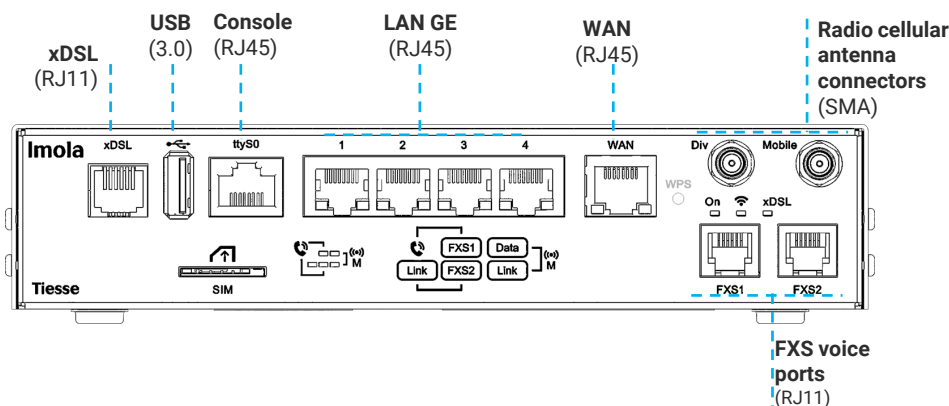 xDSL
(RJ11)
USB
(3.0)
Console
(RJ45)
LAN GE
(RJ45)
WAN
(RJ45)
Radio cellular
antenna
connectors
(SMA)
Imola
xDSL
ttyS0
1 2 3 4
WAN
Div Mobile
WPS
On xDSL
M
FXS1 Data
Link FXS2 Link
M
Tiesse
SIM
FXS1 FXS2
FXS voice
ports
(RJ11)